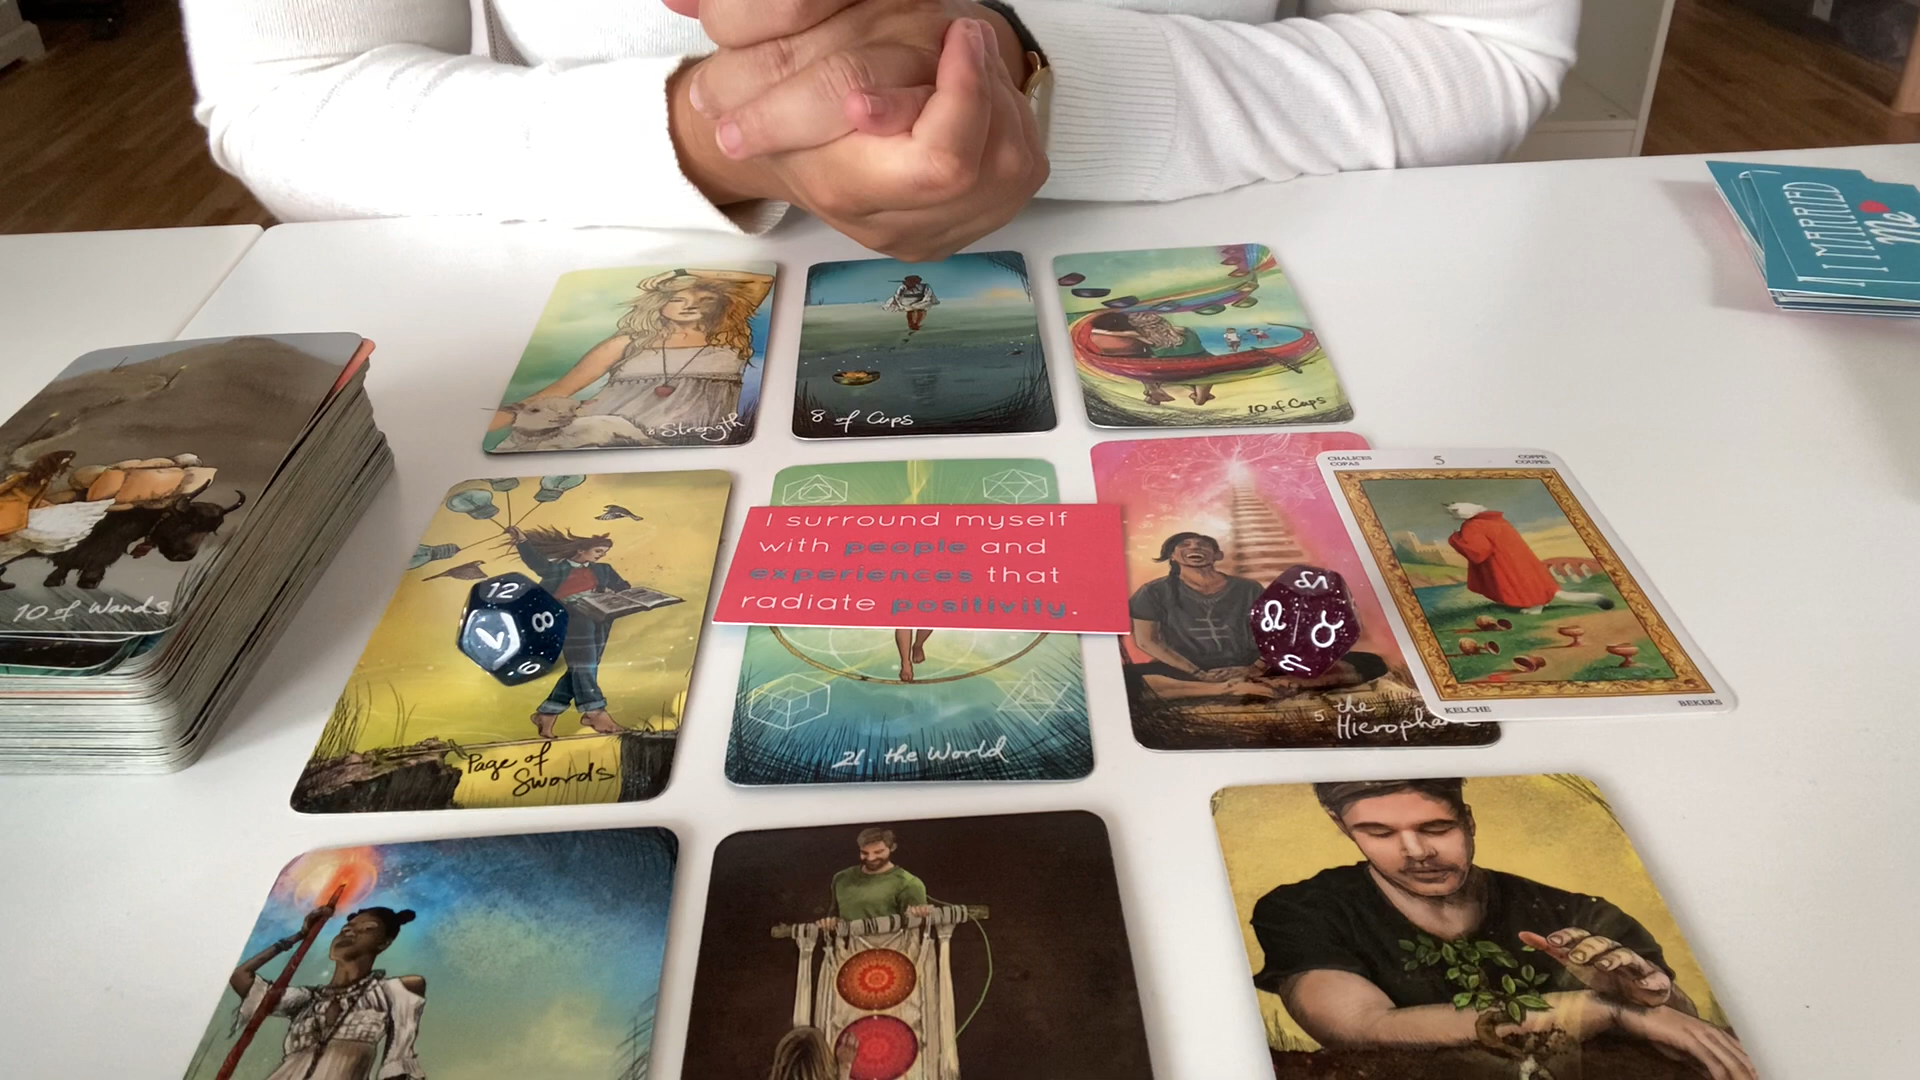 I MARRIED
Me
8 Strength
8 of Cups
10 of Cups
CHALICES
COPAS
5
COPPE
COUPES
10 of Wands
I surround myself
with people and
experiences that
radiate positivity.
12
8
6
Page of
Swords
21. the World
5 the
Hierophant
KELCHE
BEKERS